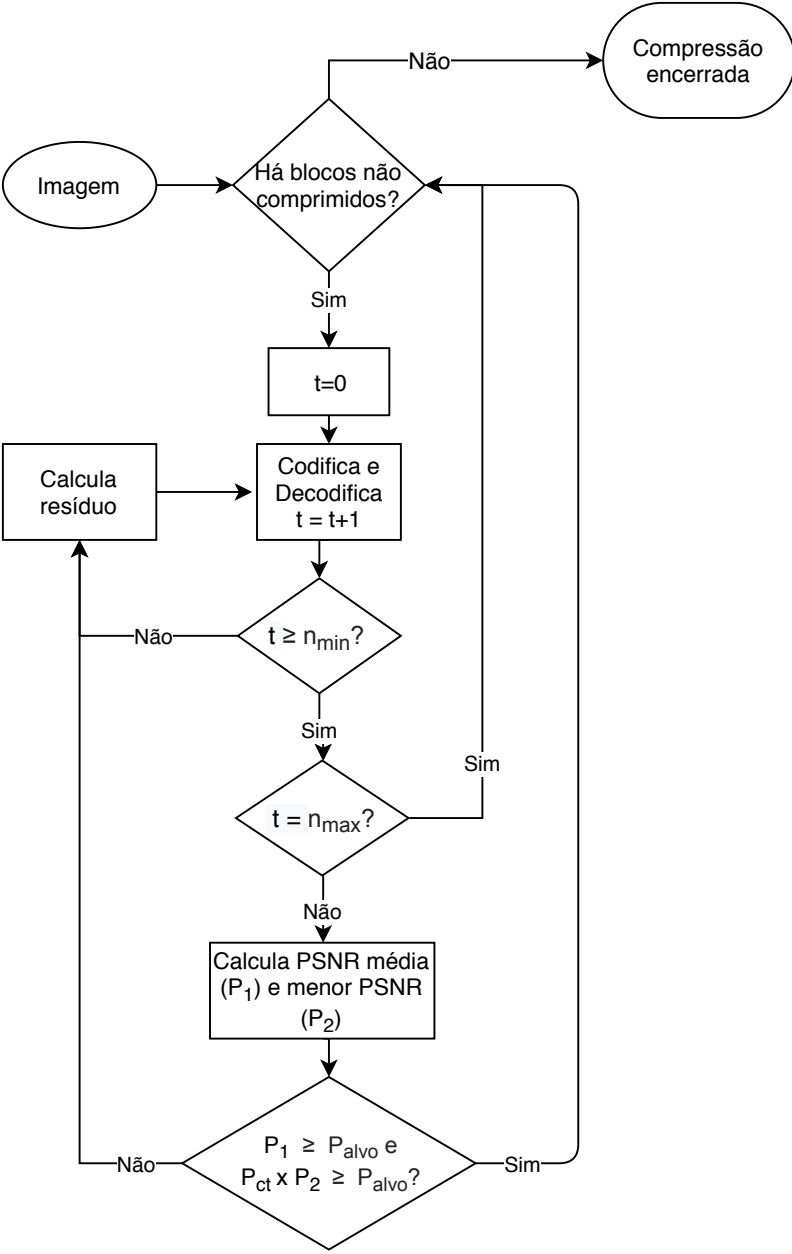 Não
Compressão
encerrada
Imagem
Há blocos não
comprimidos?
Sim
t=0
Calcula
resíduo
Codifica e
Decodifica
t = t+1
Não
t ≥ nmin?
Sim
Sim
t = nmax?
Não
Calcula PSNR média
(P1) e menor PSNR
(P2)
Não
P1 ≥ Palvo e
Pct x P2 ≥ Palvo?
Sim